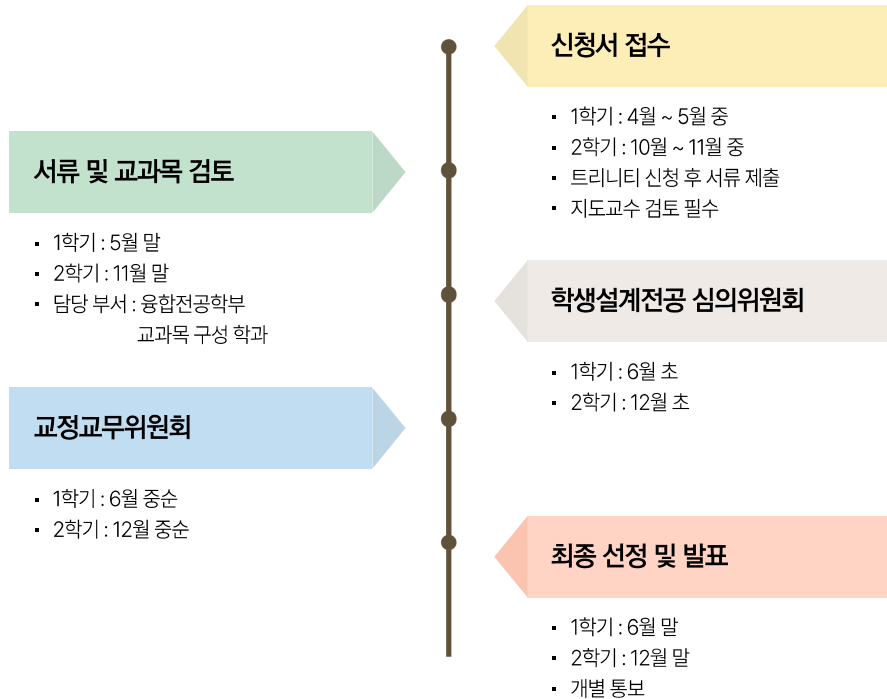 신청서 접수
· 1학기 : 4월 ~ 5월 중
· 2학기 : 10월 ~ 11월 중
· 트리니티 신청 후 서류 제출
· 지도교수 검토 필수
서류 및 교과목 검토
· 1학기 : 5월 말
· 2학기 : 11월 말
· 담당 부서 : 융합전공학부
교과목 구성 학과
학생설계전공 심의위원회
· 1학기 : 6월 초
· 2학기 : 12월 초
교정교무위원회
· 1학기 : 6월 중순
· 2학기 : 12월 중순
최종 선정 및 발표
· 1학기 : 6월 말
· 2학기 : 12월 말
· 개별 통보